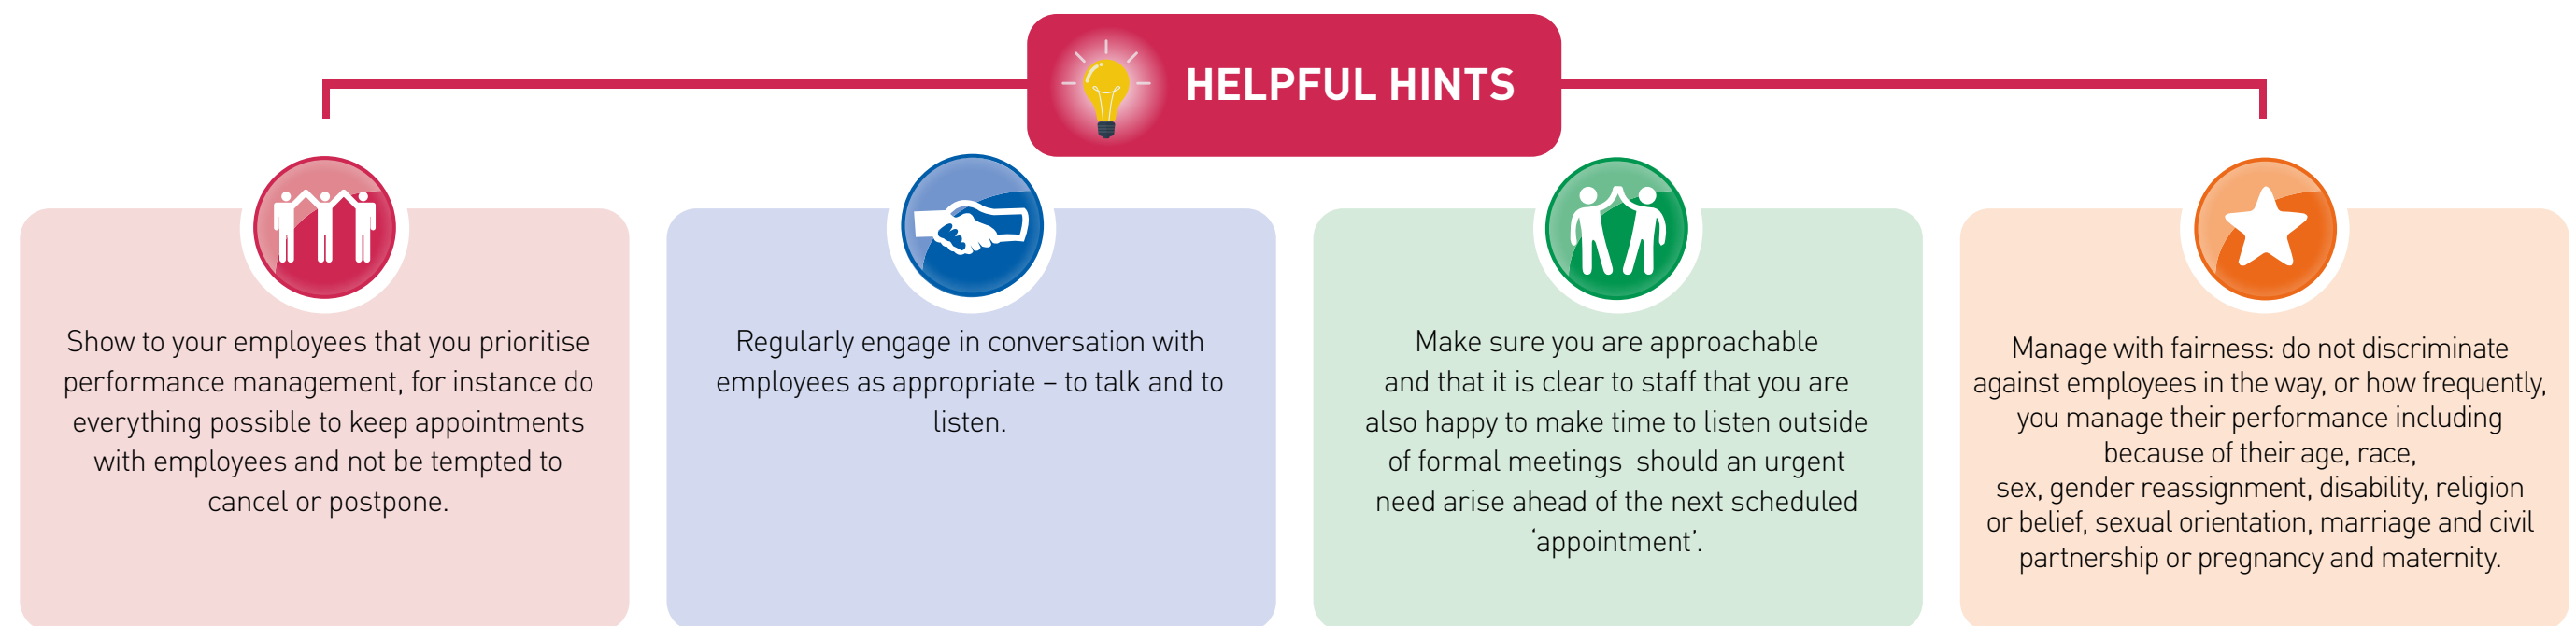 HELPFUL HINTS
Show to your employees that you prioritise
performance management, for instance do
everything possible to keep appointments
with employees and not be tempted to
cancel or postpone.
Regularly engage in conversation with
employees as appropriate – to talk and to
listen.
Make sure you are approachable
and that it is clear to staff that you are
also happy to make time to listen outside
of formal meetings  should an urgent
need arise ahead of the next scheduled
‘appointment’.
Manage with fairness: do not discriminate
against employees in the way, or how frequently,
you manage their performance including
because of their age, race,
sex, gender reassignment, disability, religion
or belief, sexual orientation, marriage and civil
partnership or pregnancy and maternity.